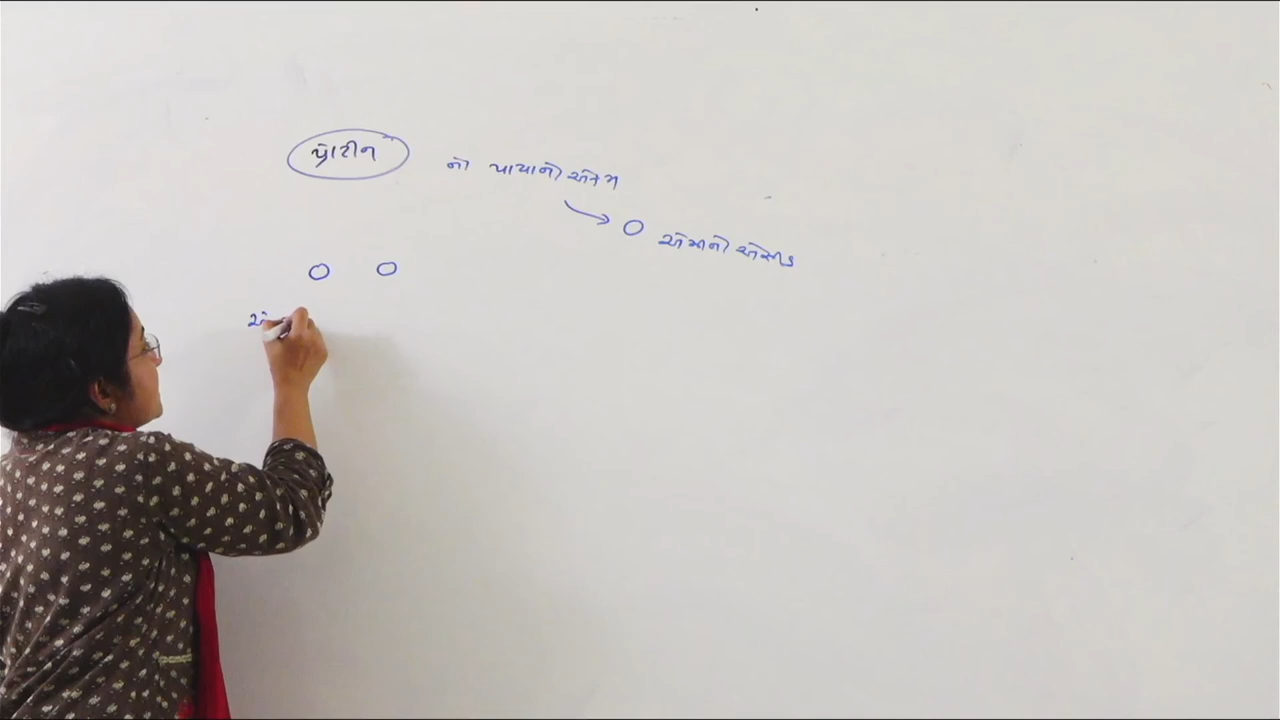 પ્રોટીન નો પાયાનો એકમ
એમાનો એસીડ
એ